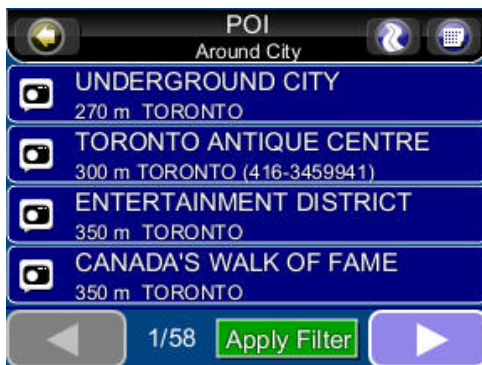 POI
Around City
UNDERGROUND CITY
270 m TORONTO
TORONTO ANTIQUE CENTRE
300 m TORONTO (416-3459941)
ENTERTAINMENT DISTRICT
350 m TORONTO
CANADA'S WALK OF FAME
350 m TORONTO
1/58 Apply Filter